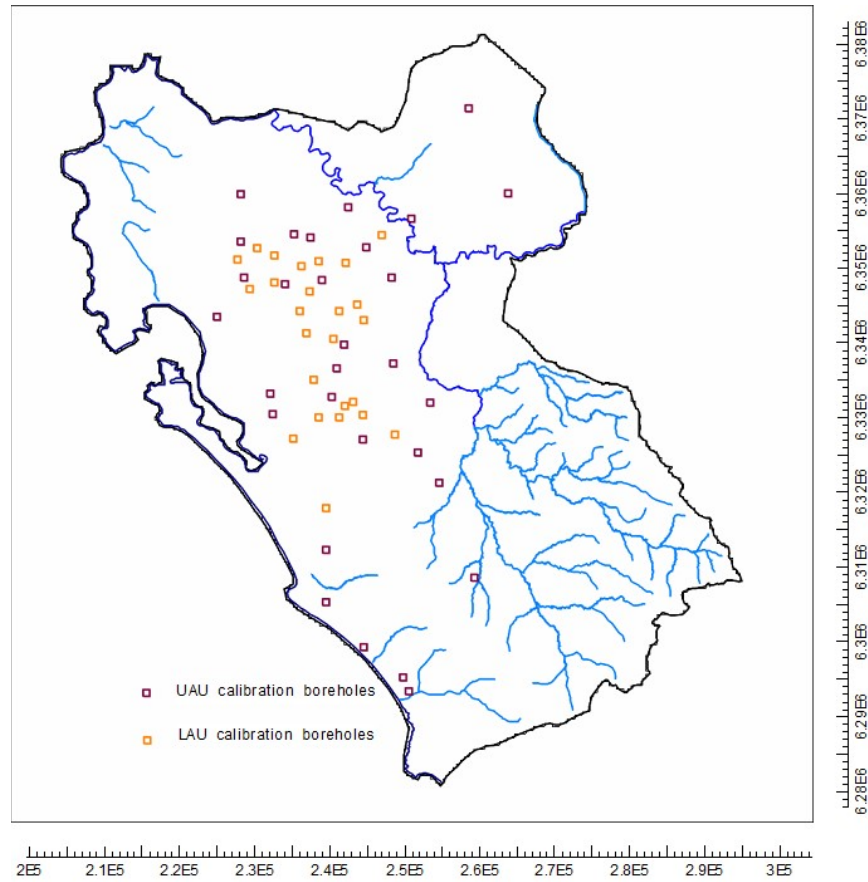 UAU calibration boreholes
LAU calibration boreholes
6.38E6
6.37E6
6.36E6
6.35E6
6.34E6
6.33E6
6.32E6
6.31E6
6.3E6
6.29E6
6.28E6
2E5 2.1E5 2.2E5 2.3E5 2.4E5 2.5E5 2.6E5 2.7E5 2.8E5 2.9E5 3E5